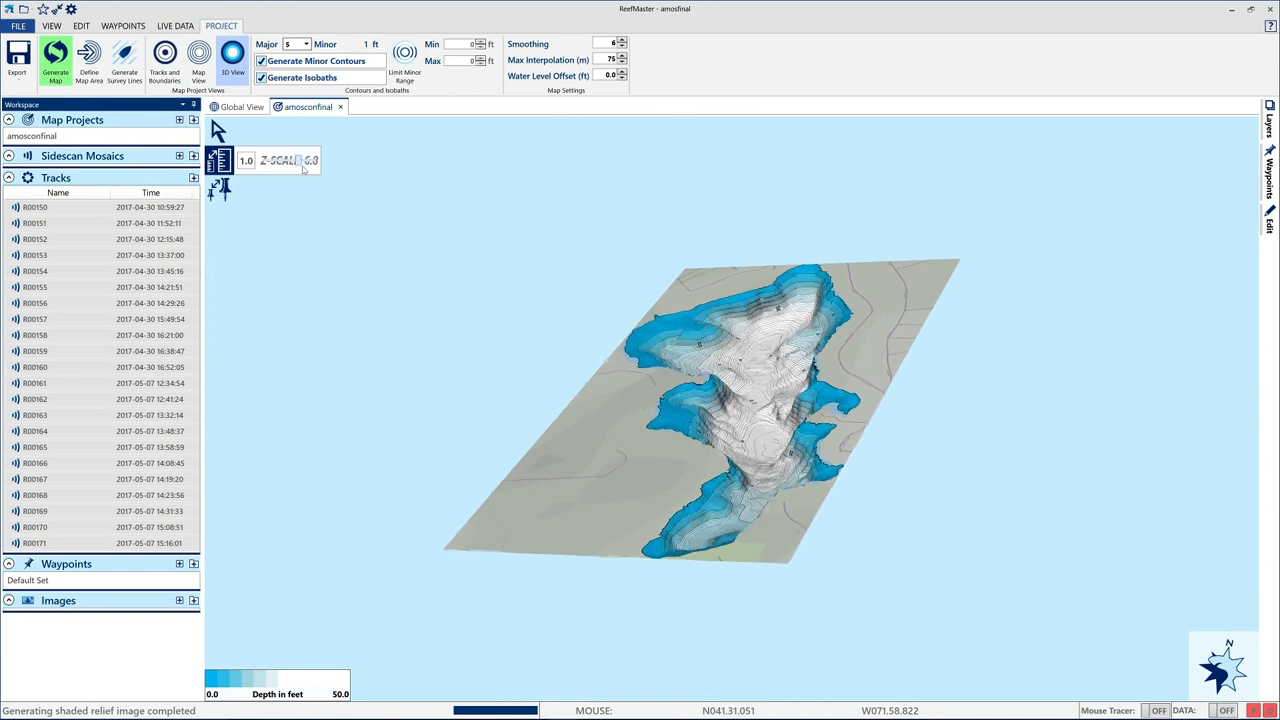 ReefMaster - amosfinal
FILE VIEW EDIT WAYPOINTS LIVE DATA PROJECT
Export
Generate Map
Define Map Area
Generate Survey Lines
Tracks and Boundaries
Map View
3D View
Map Project Views
Major 5 Minor 1 ft
Generate Minor Contours
Generate Isobaths
Limit Minor Range
Min 0 ft
Max 0 ft
Contours and Isobaths
Smoothing 6
Max Interpolation (m) 75
Water Level Offset (ft) 0.0
Map Settings
Workspace
Global View amosconfinal
Map Projects
amosconfinal
Sidescan Mosaics
Tracks
Name Time
R00150 2017-04-30 10:59:27
R00151 2017-04-30 11:52:11
R00152 2017-04-30 12:15:48
R00153 2017-04-30 13:37:00
R00154 2017-04-30 13:45:16
R00155 2017-04-30 14:21:51
R00156 2017-04-30 14:29:26
R00157 2017-04-30 15:49:54
R00158 2017-04-30 16:21:00
R00159 2017-04-30 16:38:47
R00160 2017-04-30 16:52:05
R00161 2017-05-07 12:34:54
R00162 2017-05-07 12:41:24
R00163 2017-05-07 13:32:14
R00164 2017-05-07 13:48:37
R00165 2017-05-07 13:58:59
R00166 2017-05-07 14:08:45
R00167 2017-05-07 14:19:20
R00168 2017-05-07 14:23:56
R00169 2017-05-07 14:31:33
R00170 2017-05-07 15:08:51
R00171 2017-05-07 15:16:01
Waypoints
Default Set
Images
1.0 Z-SCALE 6.0
Layers
Waypoints
Edit
N
0.0 Depth in feet 50.0
Generating shaded relief image completed
MOUSE: N041.31.051 W071.58.822
Mouse Tracer: OFF DATA: OFF P D